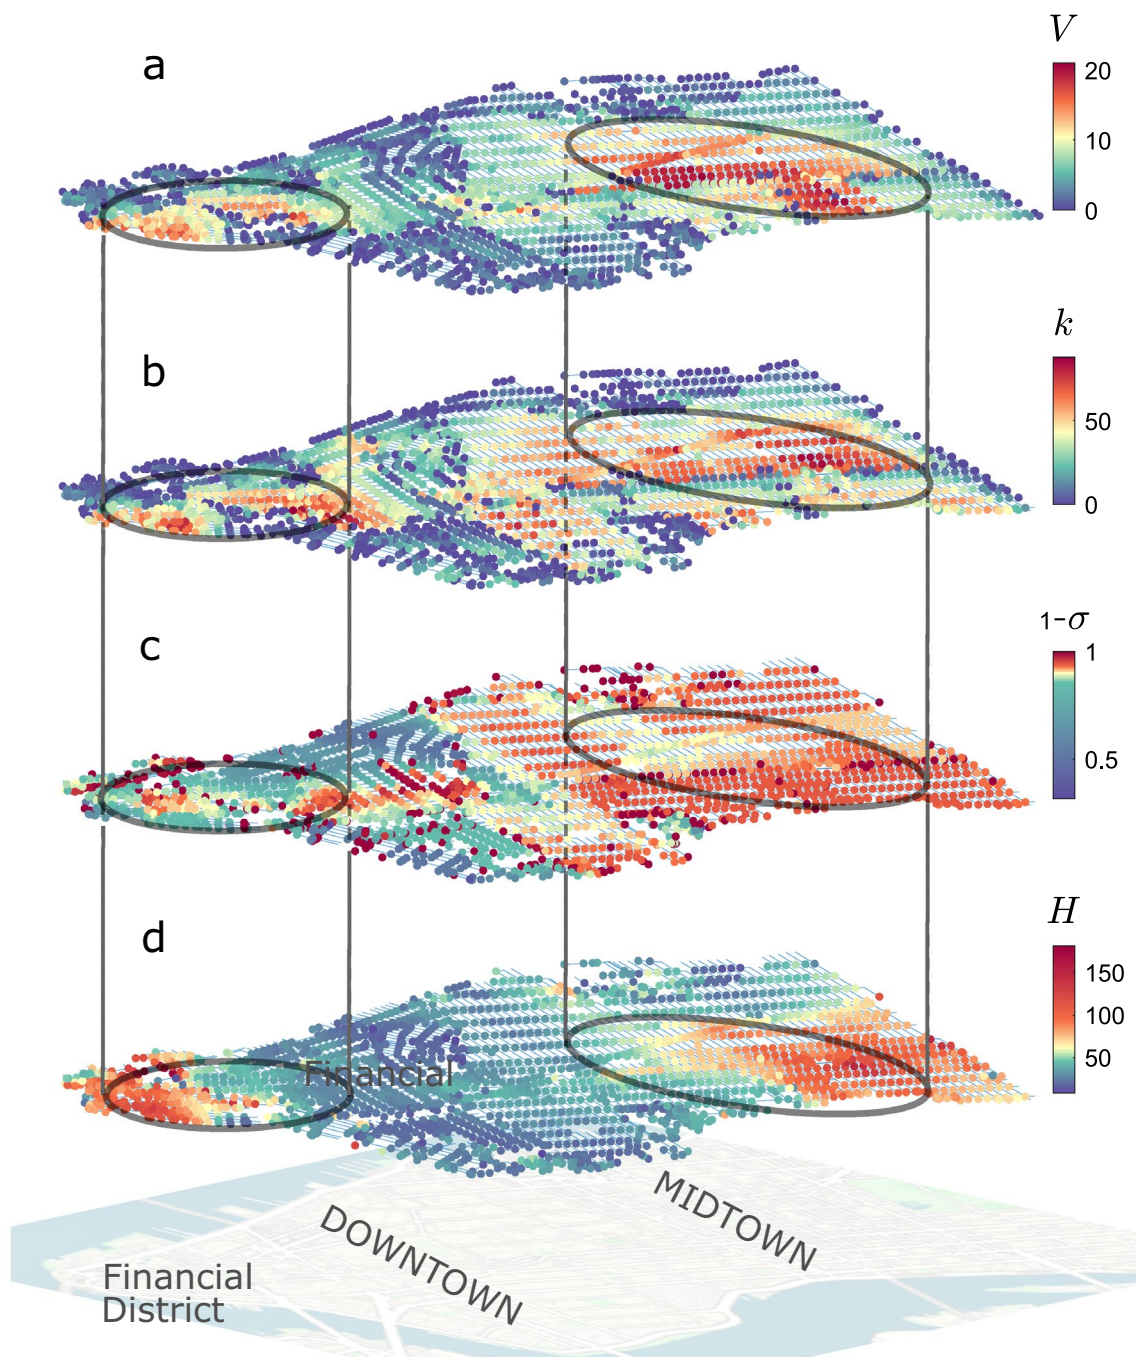 a
V
20
10
0
b
k
50
0
c
1-σ
1
0.5
d
H
150
100
50
Financial
MIDTOWN
DOWNTOWN
Financial
District